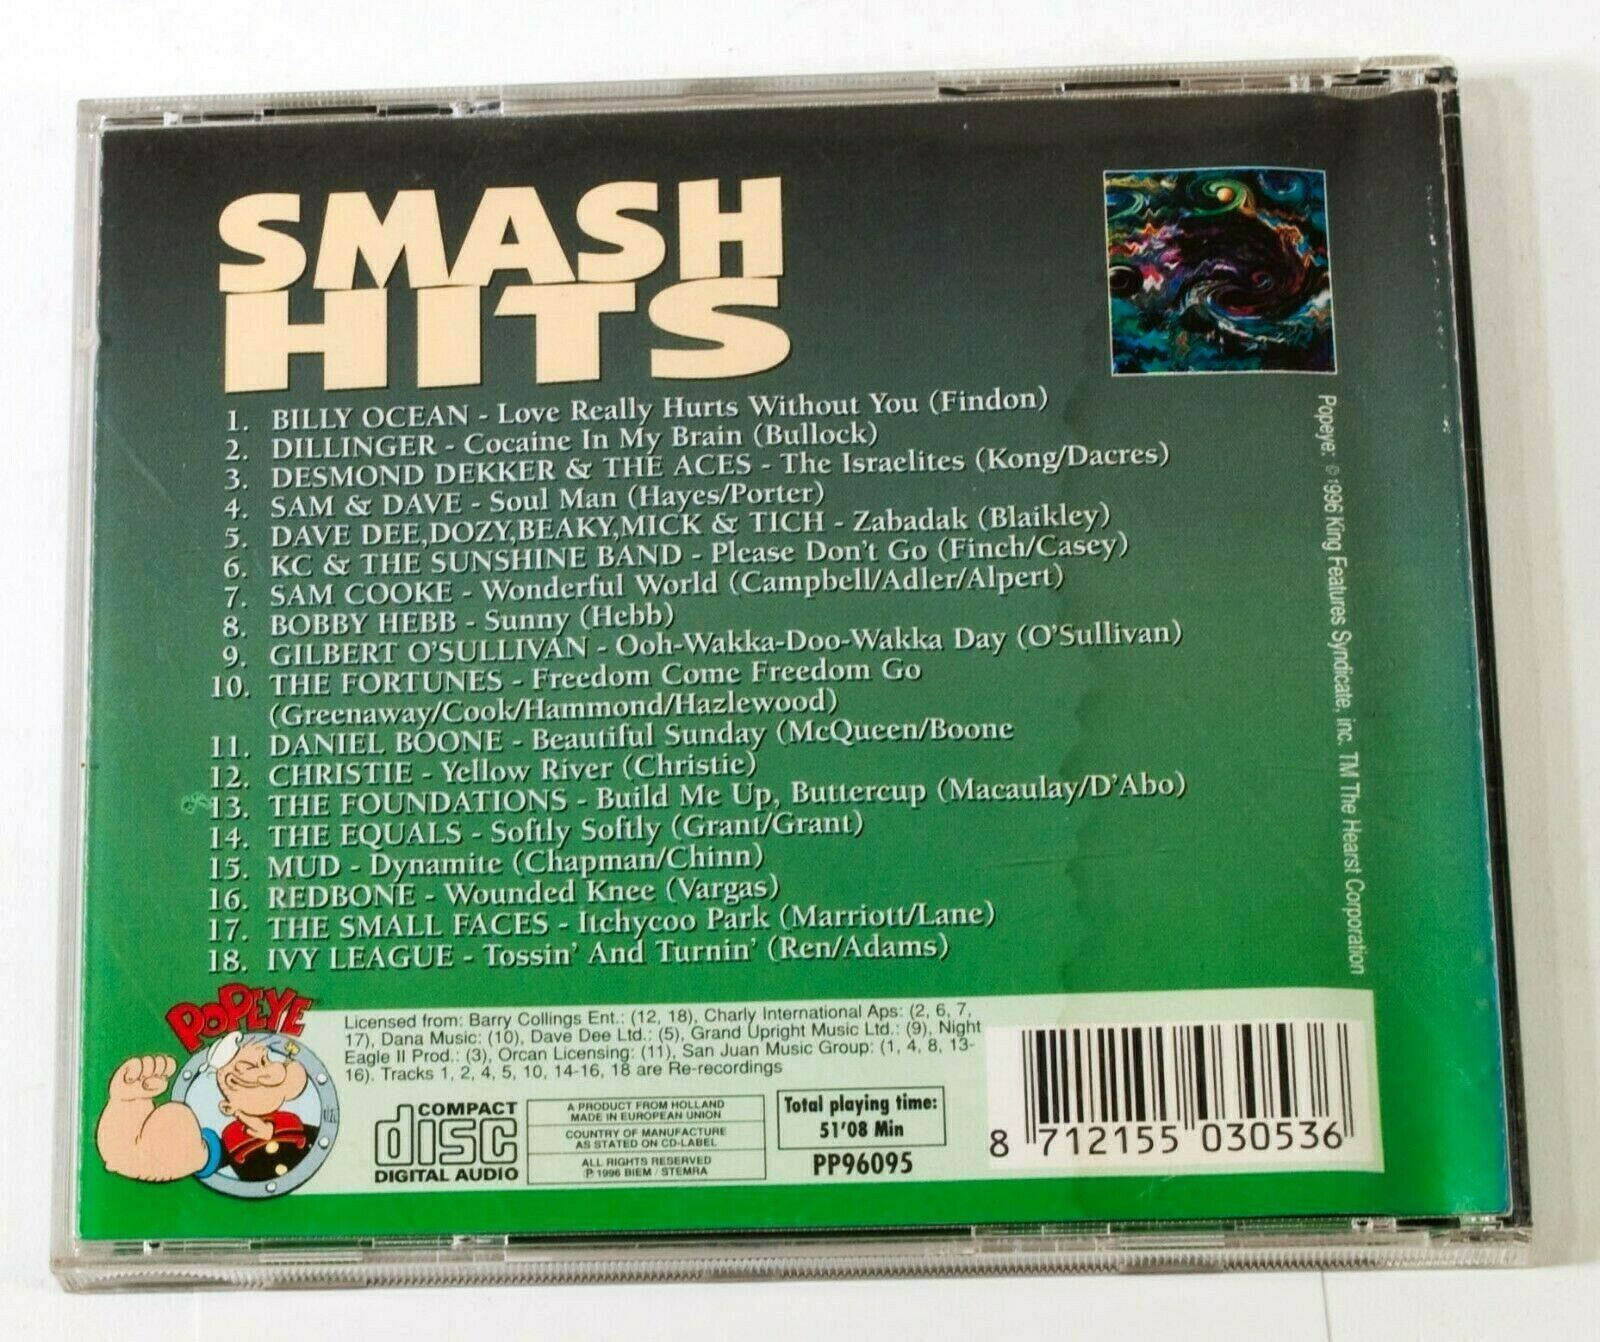 SMASH
HITS
1. BILLY OCEAN - Love Really Hurts Without You (Findon)
2. DILLINGER - Cocaine In My Brain (Bullock)
3. DESMOND DEKKER & THE ACES - The Israelites (Kong/Dacres)
4. SAM & DAVE - Soul Man (Hayes/Porter)
5. DAVE DEE,DOZY,BEAKY,MICK & TICH - Zabadak (Blaikley)
6. KC & THE SUNSHINE BAND - Please Don't Go (Finch/Casey)
7. SAM COOKE - Wonderful World (Campbell/Adler/Alpert)
8. BOBBY HEBB - Sunny (Hebb)
9. GILBERT O'SULLIVAN - Ooh-Wakka-Doo-Wakka Day (O'Sullivan)
10. THE FORTUNES - Freedom Come Freedom Go
(Greenaway/Cook/Hammond/Hazlewood)
11. DANIEL BOONE - Beautiful Sunday (McQueen/Boone
12. CHRISTIE - Yellow River (Christie)
13. THE FOUNDATIONS - Build Me Up, Buttercup (Macaulay/D'Abo)
14. THE EQUALS - Softly Softly (Grant/Grant)
15. MUD - Dynamite (Chapman/Chinn)
16. REDBONE - Wounded Knee (Vargas)
17. THE SMALL FACES - Itchycoo Park (Marriott/Lane)
18. IVY LEAGUE - Tossin' And Turnin' (Ren/Adams)
Popeye: ©1996 King Features Syndicate, inc. TM The Hearst Corporation
POPEYE
Licensed from: Barry Collings Ent.: (12, 18), Charly International Aps: (2, 6, 7,
17), Dana Music: (10), Dave Dee Ltd.: (5), Grand Upright Music Ltd.: (9), Night
Eagle II Prod.: (3), Orcan Licensing: (11), San Juan Music Group: (1, 4, 8, 13-
16). Tracks 1, 2, 4, 5, 10, 14-16, 18 are Re-recordings
COMPACT
disc
DIGITAL AUDIO
A PRODUCT FROM HOLLAND
MADE IN EUROPEAN UNION
COUNTRY OF MANUFACTURE
AS STATED ON CD-LABEL
ALL RIGHTS RESERVED
℗ 1996 BIEM / STEMRA
Total playing time:
51'08 Min
PP96095
8 712155 030536